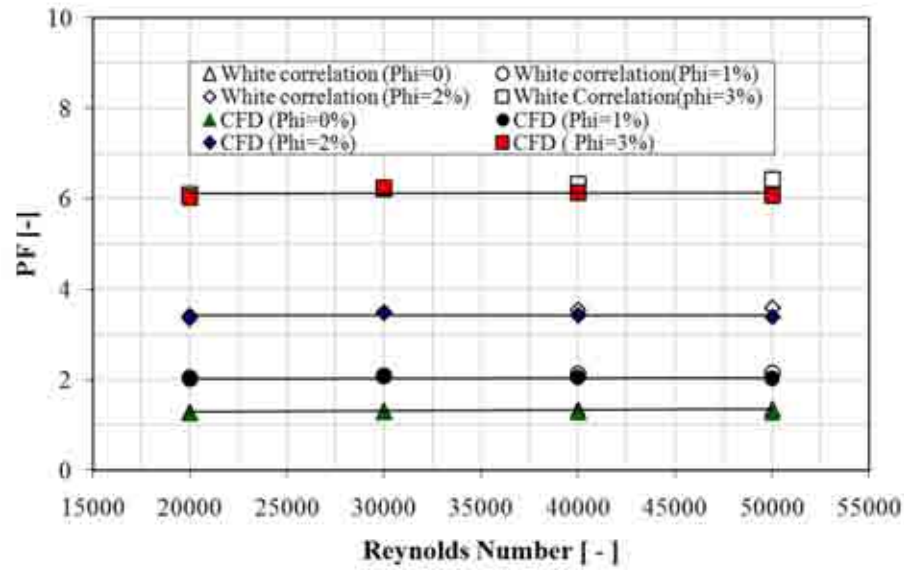 10
△White correlation (Phi=0) ○White correlation(Phi=1%)
◇White correlation (Phi=2%) □White Correlation(phi=3%)
▲CFD (Phi=0%) ●CFD (Phi=1%)
◆CFD (Phi=2%) ■CFD ( Phi=3%)
8
6
PF [-]
4
2
0
15000 20000 25000 30000 35000 40000 45000 50000 55000
Reynolds Number [ - ]